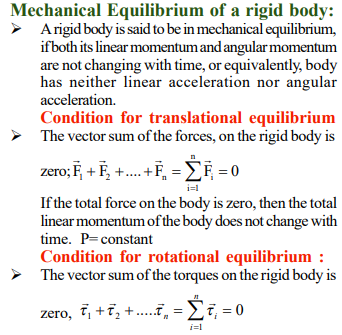 Mechanical Equilibrium of a rigid body:
➢ A rigid body is said to be in mechanical equilibrium,
if both its linear momentum and angular momentum
are not changing with time, or equivalently, body
has neither linear acceleration nor angular
acceleration.
Condition for translational equilibrium
➢ The vector sum of the forces, on the rigid body is
zero; F⃗₁ + F⃗₂ + .... + F⃗ₙ = ∑ⁿᵢ₌₁ F⃗ᵢ = 0
If the total force on the body is zero, then the total
linear momentum of the body does not change with
time. P= constant
Condition for rotational equilibrium :
➢ The vector sum of the torques on the rigid body is
zero, τ⃗₁ + τ⃗₂ + .....τ⃗ₙ = ∑ⁿᵢ₌₁ τ⃗ᵢ = 0